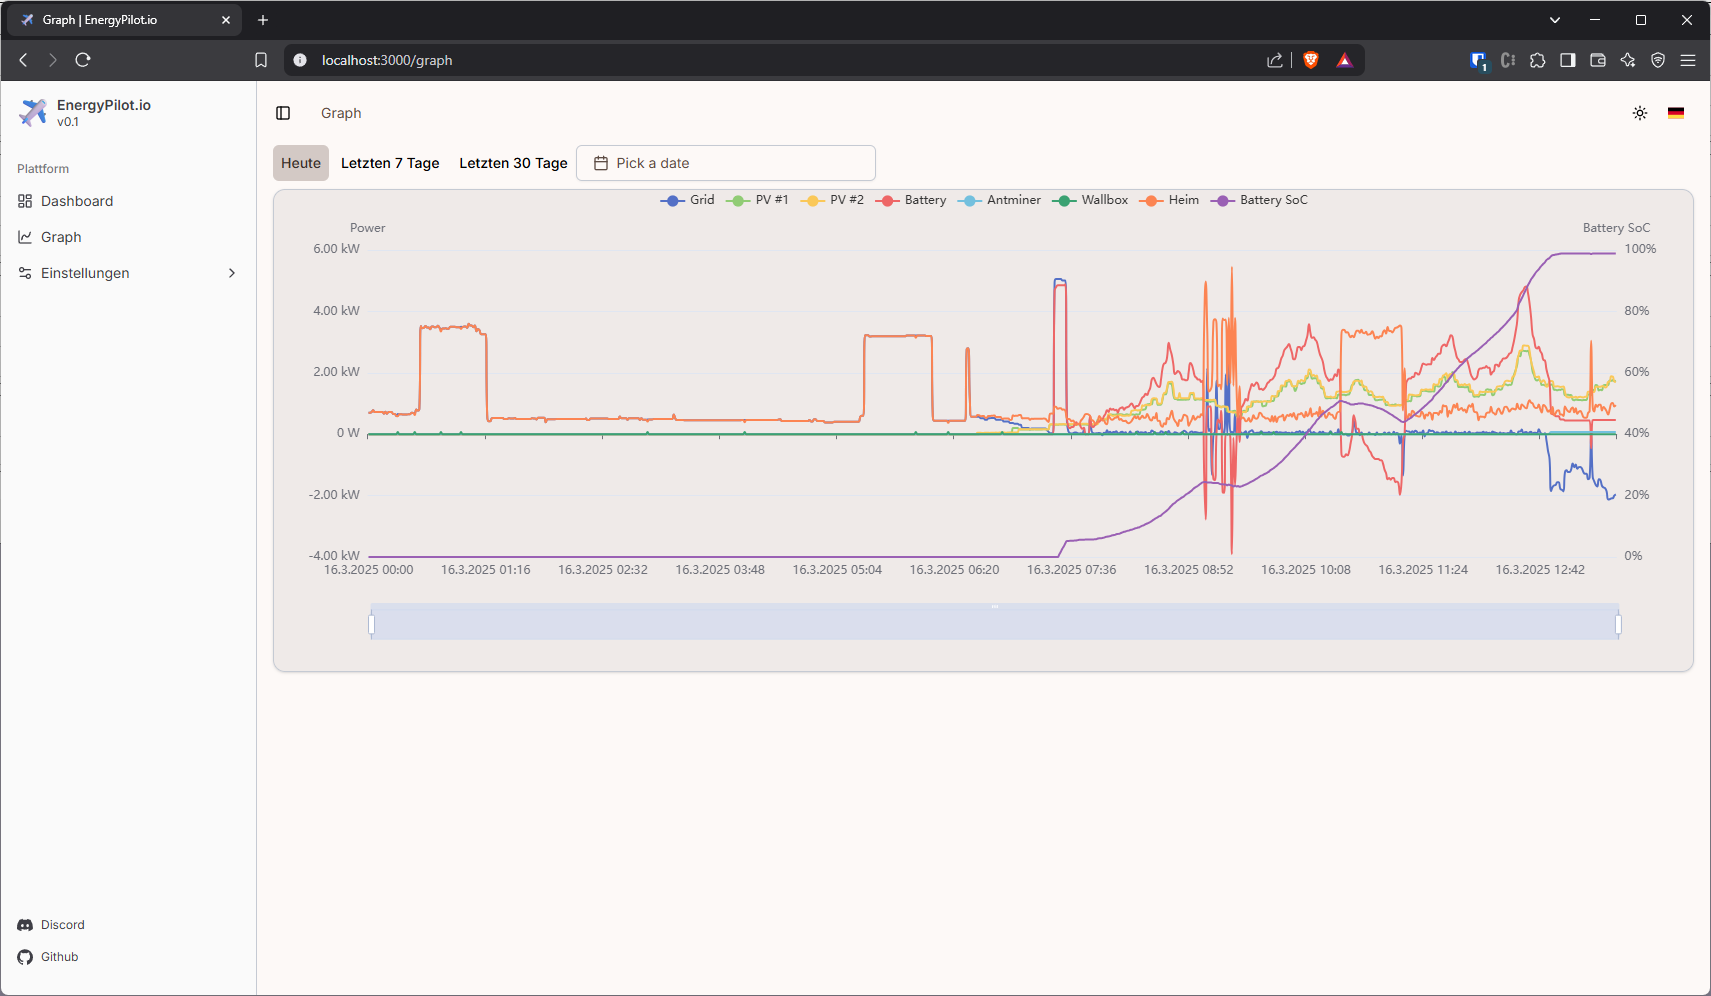 Graph | EnergyPilot.io
localhost:3000/graph
1
EnergyPilot.io
v0.1
Plattform
Dashboard
Graph
Einstellungen
Discord
Github
Graph
Heute
Letzten 7 Tage
Letzten 30 Tage
Pick a date
Grid
PV #1
PV #2
Battery
Antminer
Wallbox
Heim
Battery SoC
Power
Battery SoC
6.00 kW
4.00 kW
2.00 kW
0 W
-2.00 kW
-4.00 kW
100%
80%
60%
40%
20%
0%
16.3.2025 00:00
16.3.2025 01:16
16.3.2025 02:32
16.3.2025 03:48
16.3.2025 05:04
16.3.2025 06:20
16.3.2025 07:36
16.3.2025 08:52
16.3.2025 10:08
16.3.2025 11:24
16.3.2025 12:42